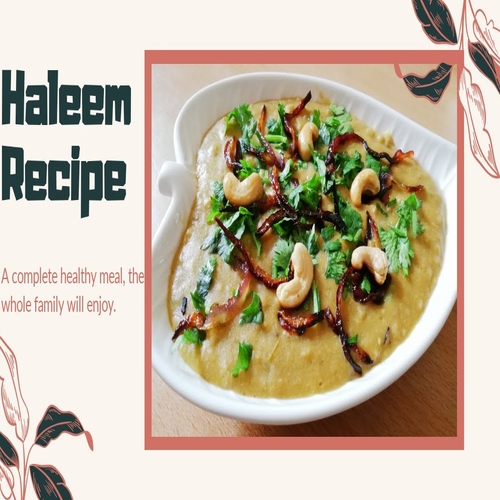 Haleem
Recipe
A complete healthy meal, the
whole family will enjoy.